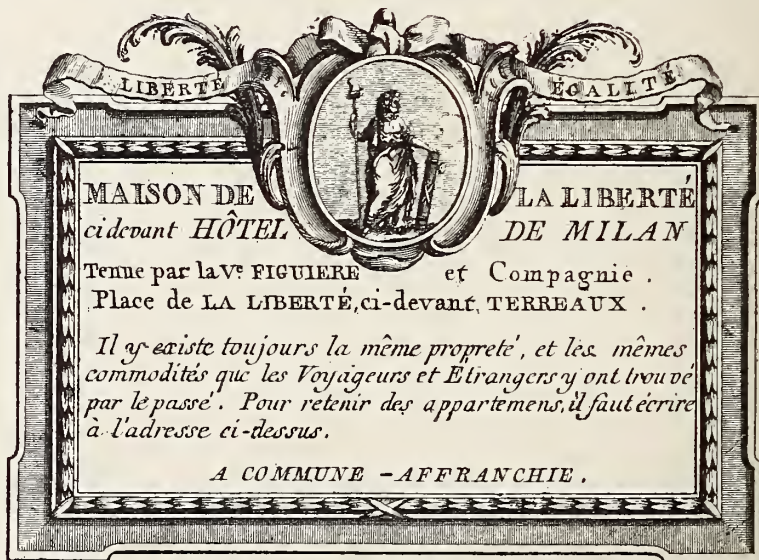 LIBERTÉ
ÉGALITÉ
MAISON DE LA LIBERTÉ
ci devant HÔTEL DE MILAN
Tenue par la Ve. FIGUIERE et Compagnie.
Place de LA LIBERTÉ, ci-devant, TERREAUX.
Il y existe toujours la même propreté, et les mêmes
commodités que les Voyageurs et Etrangers y ont trouvé
par le passé. Pour retenir des appartemens, il faut écrire
à l'adresse ci-dessus.
A COMMUNE-AFFRANCHIE.